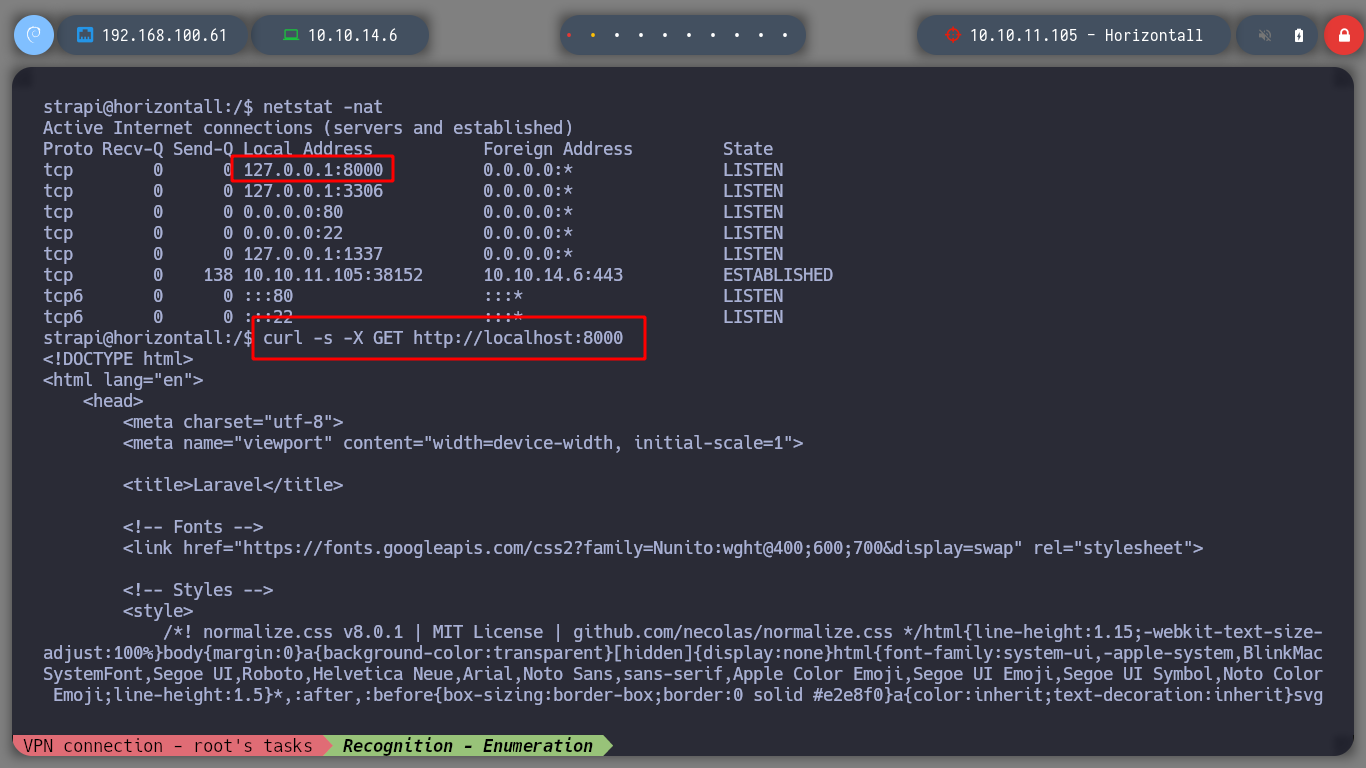 192.168.100.61 10.10.14.6 10.10.11.105 - Horizontall
strapi@horizontall:/$ netstat -nat
Active Internet connections (servers and established)
Proto Recv-Q Send-Q Local Address           Foreign Address         State
tcp        0      0 127.0.0.1:8000          0.0.0.0:*               LISTEN
tcp        0      0 127.0.0.1:3306          0.0.0.0:*               LISTEN
tcp        0      0 0.0.0.0:80              0.0.0.0:*               LISTEN
tcp        0      0 0.0.0.0:22              0.0.0.0:*               LISTEN
tcp        0      0 127.0.0.1:1337          0.0.0.0:*               LISTEN
tcp        0    138 10.10.11.105:38152      10.10.14.6:443          ESTABLISHED
tcp6       0      0 :::80                   :::*                    LISTEN
tcp6       0      0 :::22                   :::*                    LISTEN
strapi@horizontall:/$ curl -s -X GET http://localhost:8000
<!DOCTYPE html>
<html lang="en">
    <head>
        <meta charset="utf-8">
        <meta name="viewport" content="width=device-width, initial-scale=1">
        <title>Laravel</title>
        <!-- Fonts -->
        <link href="https://fonts.googleapis.com/css2?family=Nunito:wght@400;600;700&display=swap" rel="stylesheet">
        <!-- Styles -->
        <style>
            /*! normalize.css v8.0.1 | MIT License | github.com/necolas/normalize.css */html{line-height:1.15;-webkit-text-size-
adjust:100%}body{margin:0}a{background-color:transparent}[hidden]{display:none}html{font-family:system-ui,-apple-system,BlinkMac
SystemFont,Segoe UI,Roboto,Helvetica Neue,Arial,Noto Sans,sans-serif,Apple Color Emoji,Segoe UI Emoji,Segoe UI Symbol,Noto Color
 Emoji;line-height:1.5}*,:after,:before{box-sizing:border-box;border:0 solid #e2e8f0}a{color:inherit;text-decoration:inherit}svg
VPN connection - root's tasks Recognition - Enumeration